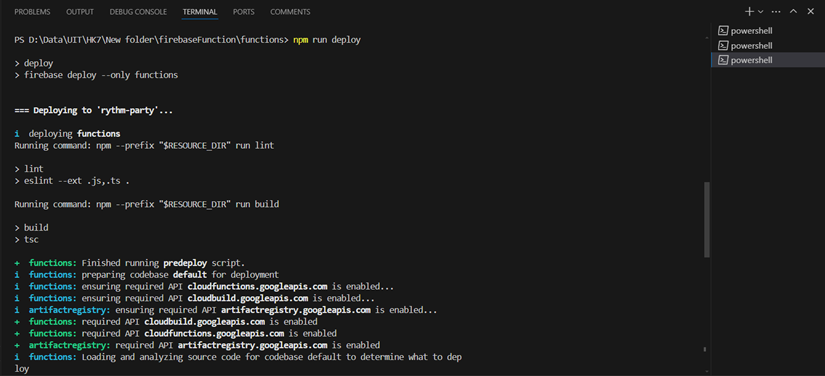 PROBLEMS OUTPUT DEBUG CONSOLE TERMINAL PORTS COMMENTS
powershell
powershell
powershell
PS D:\Data\UIT\HK7\New folder\firebaseFunction\functions> npm run deploy
> deploy
> firebase deploy --only functions
=== Deploying to 'rythm-party'...
i deploying functions
Running command: npm --prefix "$RESOURCE_DIR" run lint
> lint
> eslint --ext .js,.ts .
Running command: npm --prefix "$RESOURCE_DIR" run build
> build
> tsc
+ functions: Finished running predeploy script.
i functions: preparing codebase default for deployment
i functions: ensuring required API cloudfunctions.googleapis.com is enabled...
i functions: ensuring required API cloudbuild.googleapis.com is enabled...
i artifactregistry: ensuring required API artifactregistry.googleapis.com is enabled...
+ functions: required API cloudbuild.googleapis.com is enabled
+ functions: required API cloudfunctions.googleapis.com is enabled
+ artifactregistry: required API artifactregistry.googleapis.com is enabled
i functions: Loading and analyzing source code for codebase default to determine what to dep
loy